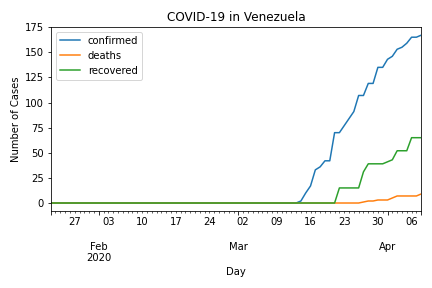 COVID-19 in Venezuela
confirmed
deaths
recovered
Number of Cases
175
150
125
100
75
50
25
0
27 03 10 17 24 02 09 16 23 30 06
Feb Mar Apr
2020
Day